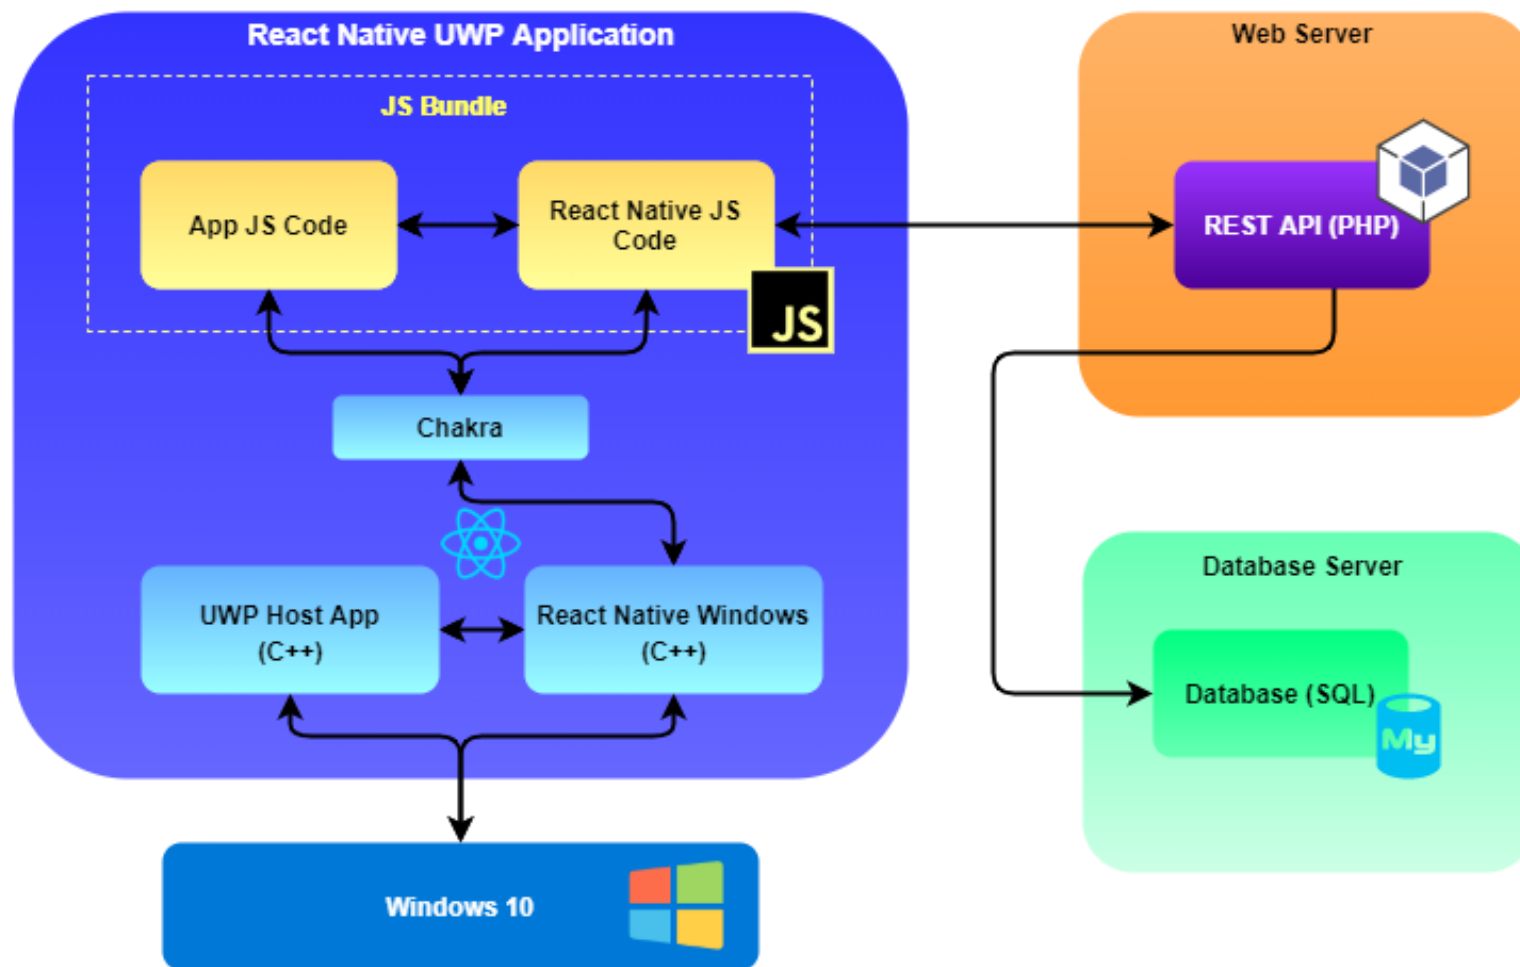 React Native UWP Application
JS Bundle
App JS Code
React Native JS
Code
JS
Chakra
UWP Host App
(C++)
React Native Windows
(C++)
Windows 10
Web Server
REST API (PHP)
Database Server
Database (SQL)
My